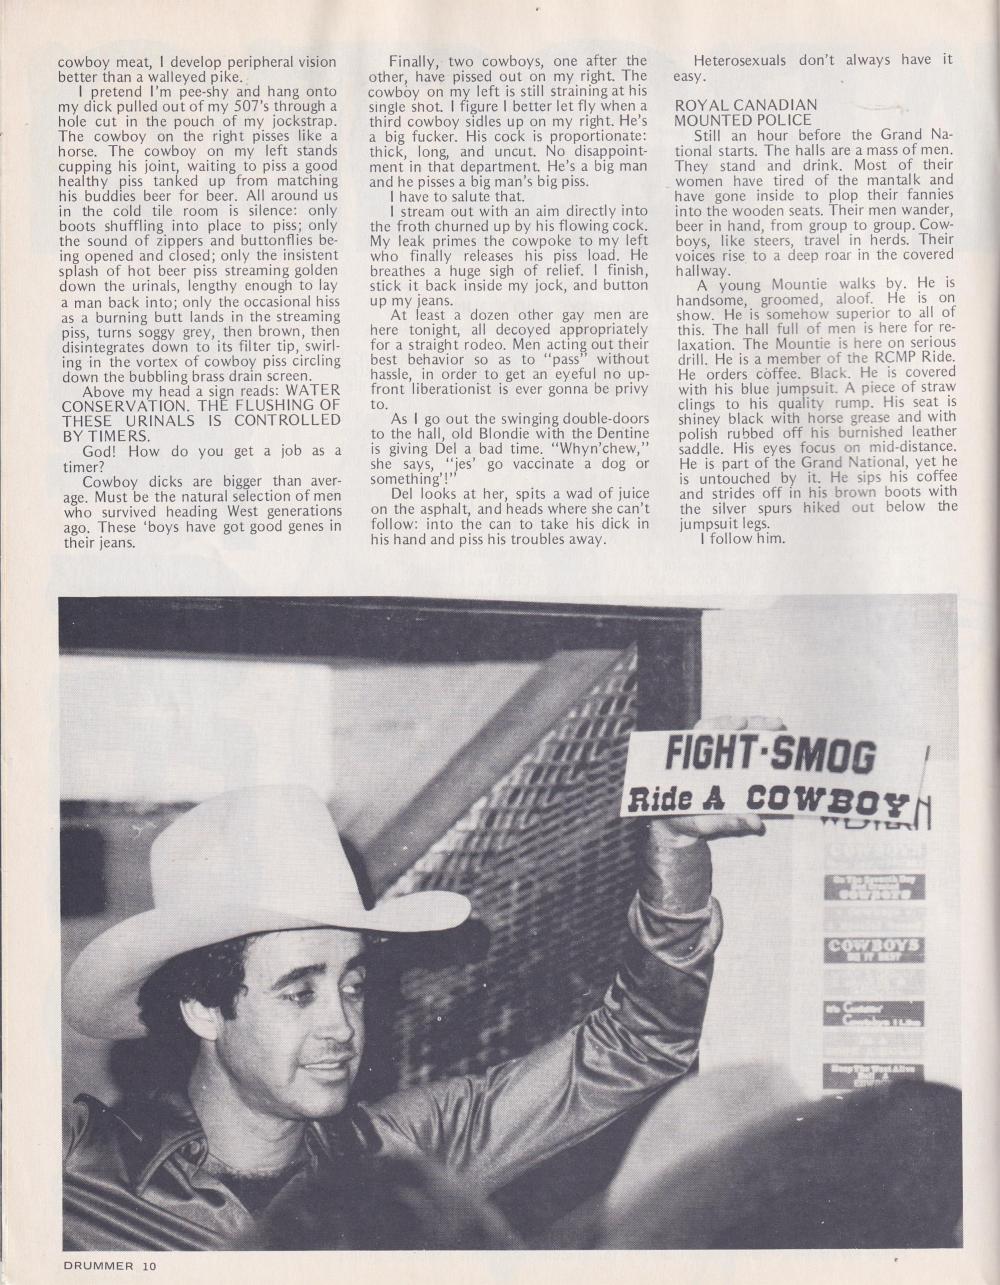 cowboy meat, I develop peripheral vision
better than a walleyed pike.
I pretend I'm pee-shy and hang onto
my dick pulled out of my 507's through a
hole cut in the pouch of my jockstrap.
The cowboy on the right pisses like a
horse. The cowboy on my left stands
cupping his joint, waiting to piss a good
healthy piss tanked up from matching
his buddies beer for beer. All around us
in the cold tile room is silence: only
boots shuffling into place to piss; only
the sound of zippers and buttonflies be-
ing opened and closed; only the insistent
splash of hot beer piss streaming golden
down the urinals, lengthy enough to lay
a man back into; only the occasional hiss
as a burning butt lands in the streaming
piss, turns soggy grey, then brown, then
disintegrates down to its filter tip, swirl-
ing in the vortex of cowboy piss circling
down the bubbling brass drain screen.
Above my head a sign reads: WATER
CONSERVATION. THE FLUSHING OF
THESE URINALS IS CONTROLLED
BY TIMERS.
God! How do you get a job as a
timer?
Cowboy dicks are bigger than aver-
age. Must be the natural selection of men
who survived heading West generations
ago. These 'boys have got good genes in
their jeans.
Finally, two cowboys, one after the
other, have pissed out on my right. The
cowboy on my left is still straining at his
single shot. I figure I better let fly when a
third cowboy sidles up on my right. He's
a big fucker. His cock is proportionate:
thick, long, and uncut. No disappoint-
ment in that department. He's a big man
and he pisses a big man's big piss.
I have to salute that.
I stream out with an aim directly into
the froth churned up by his flowing cock.
My leak primes the cowpoke to my left
who finally releases his piss load. He
breathes a huge sigh of relief. I finish,
stick it back inside my jock, and button
up my jeans.
At least a dozen other gay men are
here tonight, all decoyed appropriately
for a straight rodeo. Men acting out their
best behavior so as to "pass" without
hassle, in order to get an eyeful no up-
front liberationist is ever gonna be privy
to.
As I go out the swinging double-doors
to the hall, old Blondie with the Dentine
is giving Del a bad time. "Whyn'chew,"
she says, "jes' go vaccinate a dog or
something'!"
Del looks at her, spits a wad of juice
on the asphalt, and heads where she can't
follow: into the can to take his dick in
his hand and piss his troubles away.
Heterosexuals don't always have it
easy.
ROYAL CANADIAN
MOUNTED POLICE
Still an hour before the Grand Na-
tional starts. The halls are a mass of men.
They stand and drink. Most of their
women have tired of the mantalk and
have gone inside to plop their fannies
into the wooden seats. Their men wander,
beer in hand, from group to group. Cow-
boys, like steers, travel in herds. Their
voices rise to a deep roar in the covered
hallway.
A young Mountie walks by. He is
handsome, groomed, aloof. He is on
show. He is somehow superior to all of
this. The hall full of men is here for re-
laxation. The Mountie is here on serious
drill. He is a member of the RCMP Ride.
He orders coffee. Black. He is covered
with his blue jumpsuit. A piece of straw
clings to his quality rump. His seat is
shiney black with horse grease and with
polish rubbed off his burnished leather
saddle. His eyes focus on mid-distance.
He is part of the Grand National, yet he
is untouched by it. He sips his coffee
and strides off in his brown boots with
the silver spurs hiked out below the
jumpsuit legs.
I follow him.
FIGHT·SMOG
Ride A COWBOY
COWBOYS
On The Seventh Day
COWBOYS
COWBOYS
DO IT BEST
Cowboys I Like
Keep The West Alive
DRUMMER 10